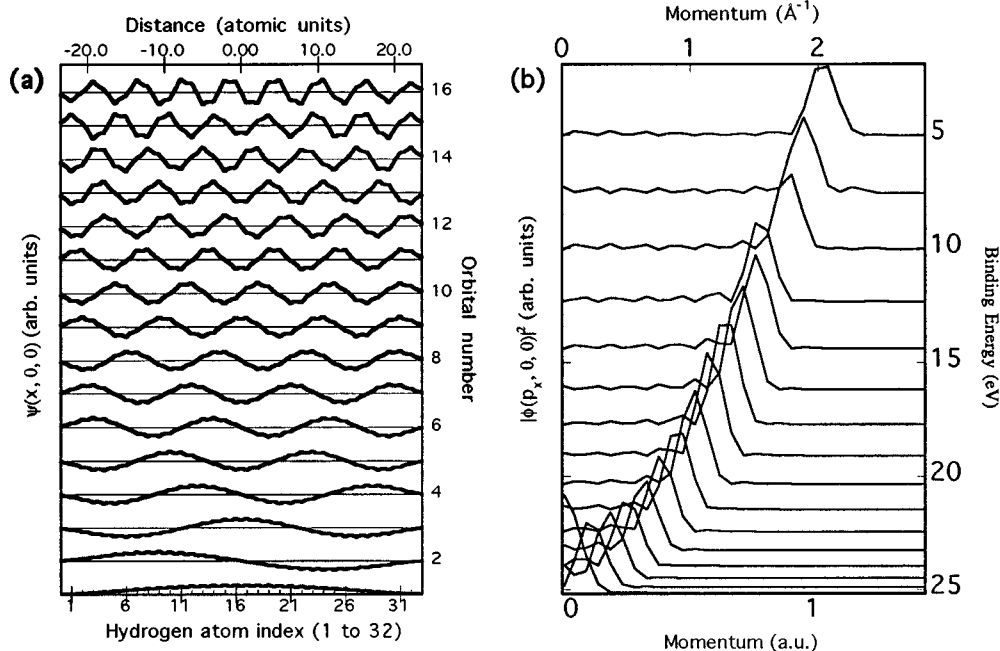 Distance (atomic units)
-20.0 -10.0 0.00 10.0 20.0
(a)
ψ(x, 0, 0) (arb. units)
16
14
12
10
8
6
4
2
Orbital number
1 6 11 16 21 26 31
Hydrogen atom index (1 to 32)
Momentum (Å⁻¹)
0 1 2
(b)
|ϕ(pₓ, 0, 0)|² (arb. units)
5
10
15
20
25
Binding Energy (eV)
0 1
Momentum (a.u.)